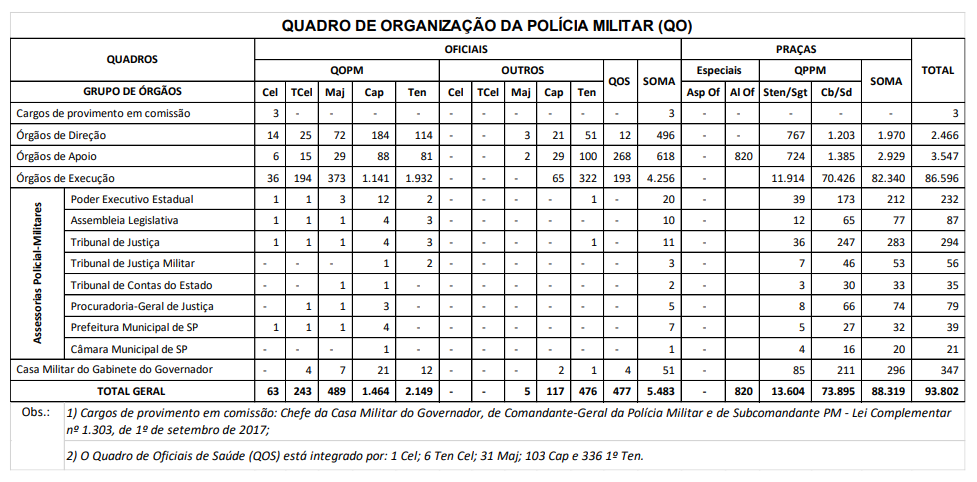 QUADRO DE ORGANIZAÇÃO DA POLÍCIA MILITAR (QO)
QUADROS OFICIAIS PRAÇAS TOTAL
QOPM OUTROS QOS SOMA Especiais QPPM SOMA
GRUPO DE ÓRGÃOS Cel TCel Maj Cap Ten Cel TCel Maj Cap Ten Asp Of Al Of Sten/Sgt Cb/Sd
Cargos de provimento em comissão 3 - - - - - - - - - - 3 - - - - - 3
Órgãos de Direção 14 25 72 184 114 - - 3 21 51 12 496 - - 767 1.203 1.970 2.466
Órgãos de Apoio 6 15 29 88 81 - - 2 29 100 268 618 - 820 724 1.385 2.929 3.547
Órgãos de Execução 36 194 373 1.141 1.932 - - 65 322 193 4.256 - 11.914 70.426 82.340 86.596
Assessorias Policial-Militares
Poder Executivo Estadual 1 1 3 12 2 - - - - 1 - 20 - 39 173 212 232
Assembleia Legislativa 1 1 1 4 3 - - - - - - 10 - 12 65 77 87
Tribunal de Justiça 1 1 1 4 3 - - - - 1 - 11 - 36 247 283 294
Tribunal de Justiça Militar - - - 1 2 - - - - - - 3 - 7 46 53 56
Tribunal de Contas do Estado - - 1 1 - - - - - - - 2 - 3 30 33 35
Procuradoria-Geral de Justiça - 1 1 3 - - - - - - - 5 - 8 66 74 79
Prefeitura Municipal de SP 1 1 1 4 - - - - - - - 7 - 5 27 32 39
Câmara Municipal de SP - - - 1 - - - - - - - 1 - 4 16 20 21
Casa Militar do Gabinete do Governador - 4 7 21 12 - - - 2 1 4 51 - 85 211 296 347
TOTAL GERAL 63 243 489 1.464 2.149 - - 5 117 476 477 5.483 - 820 13.604 73.895 88.319 93.802
Obs.: 1) Cargos de provimento em comissão: Chefe da Casa Militar do Governador, de Comandante-Geral da Polícia Militar e de Subcomandante PM - Lei Complementar
nº 1.303, de 1º de setembro de 2017;
2) O Quadro de Oficiais de Saúde (QOS) está integrado por: 1 Cel; 6 Ten Cel; 31 Maj; 103 Cap e 336 1º Ten.